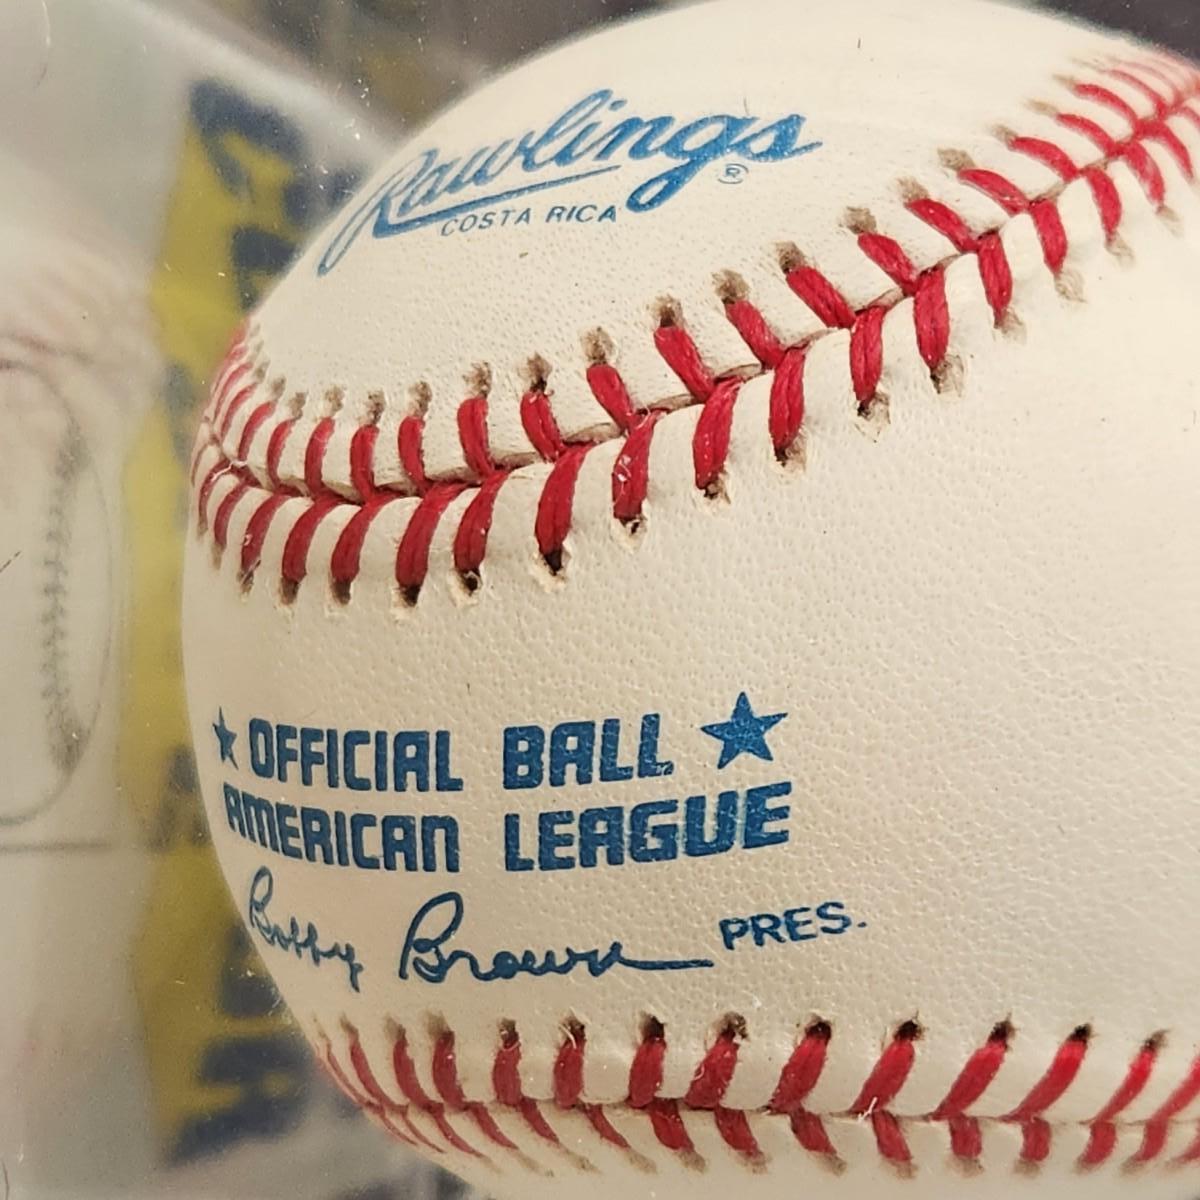 Rawlings ®
COSTA RICA
★ OFFICIAL BALL ★
AMERICAN LEAGUE
Bobby Brown PRES.